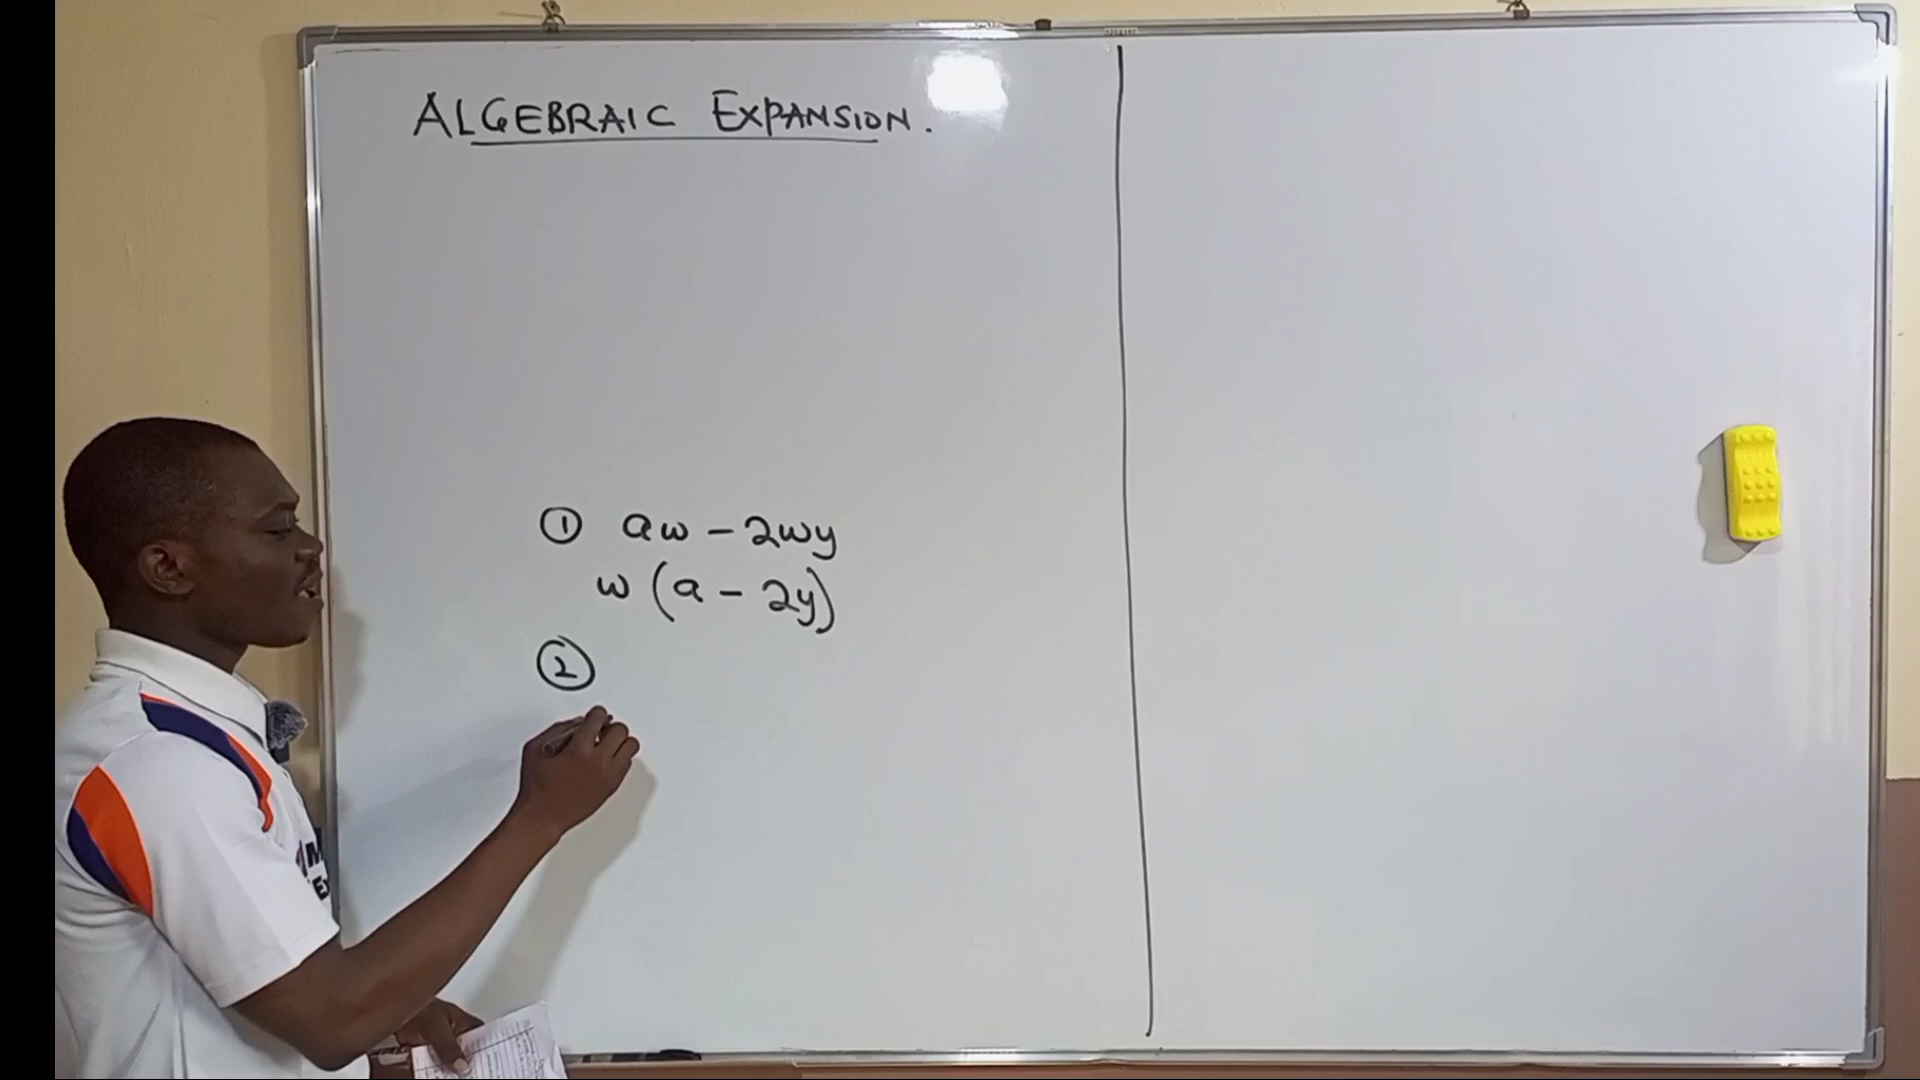 ALGEBRAIC EXPANSION.
① aw - 2wy
w (a - 2y)
②